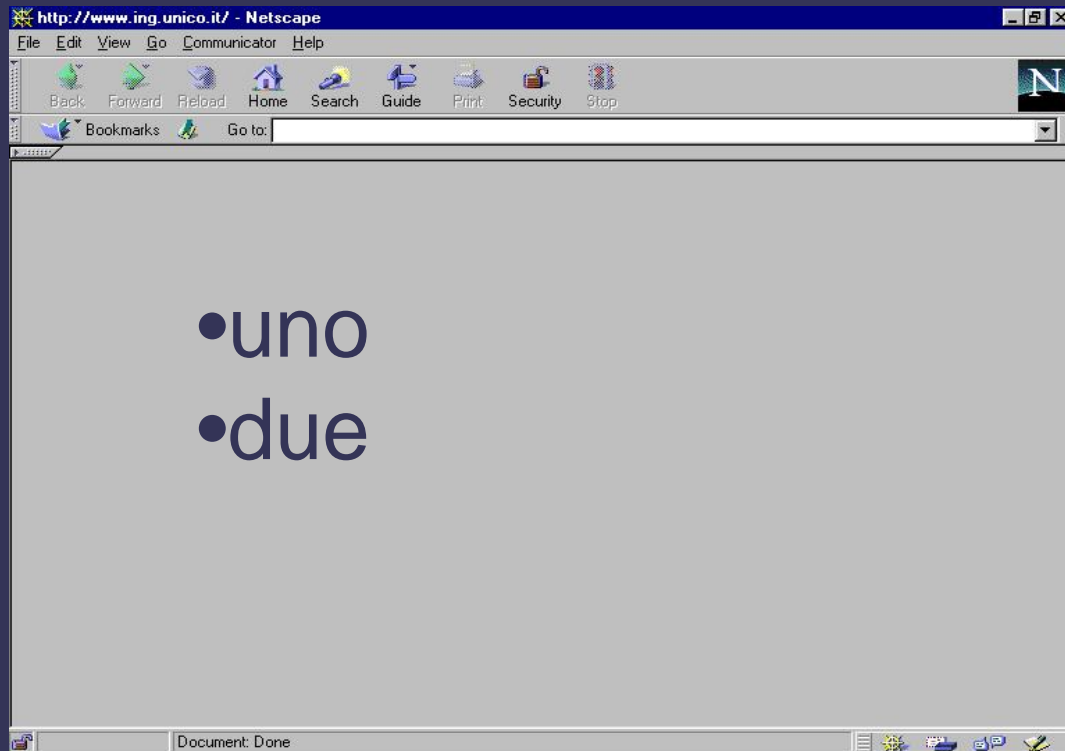 http://www.ing.unico.it/ - Netscape
File Edit View Go Communicator Help
Back Forward Reload Home Search Guide Print Security Stop
N
Bookmarks Go to:
•uno
•due
Document: Done